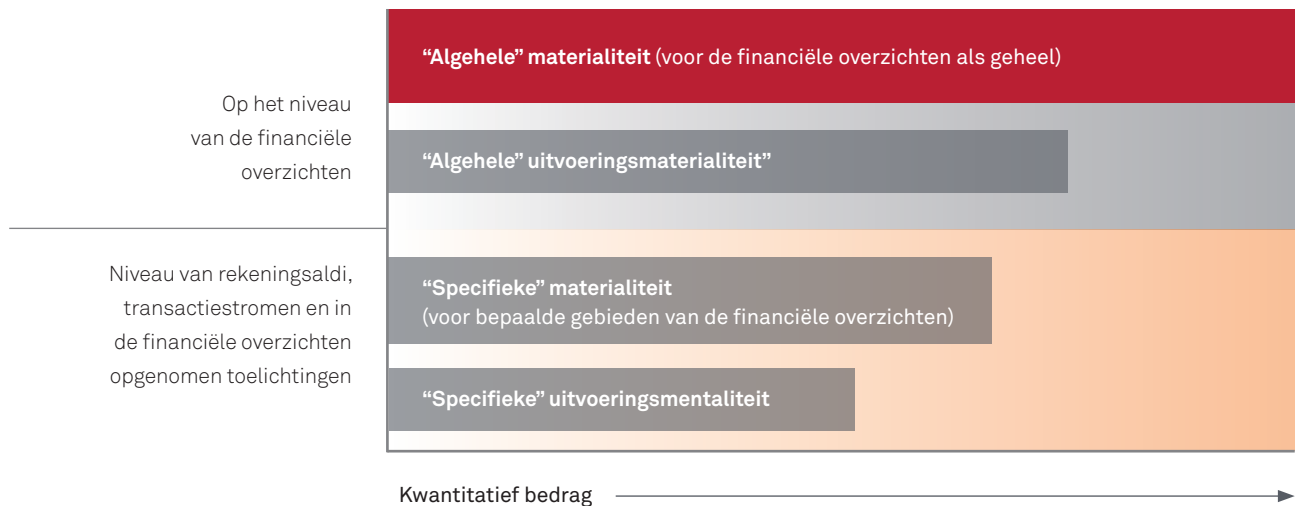 “Algehele” materialiteit (voor de financiële overzichten als geheel)
Op het niveau
van de financiële
overzichten
“Algehele” uitvoeringsmaterialiteit”
Niveau van rekeningsaldi,
transactiestromen en in
de financiële overzichten
opgenomen toelichtingen
“Specifieke” materialiteit
(voor bepaalde gebieden van de financiële overzichten)
“Specifieke” uitvoeringsmentaliteit
Kwantitatief bedrag